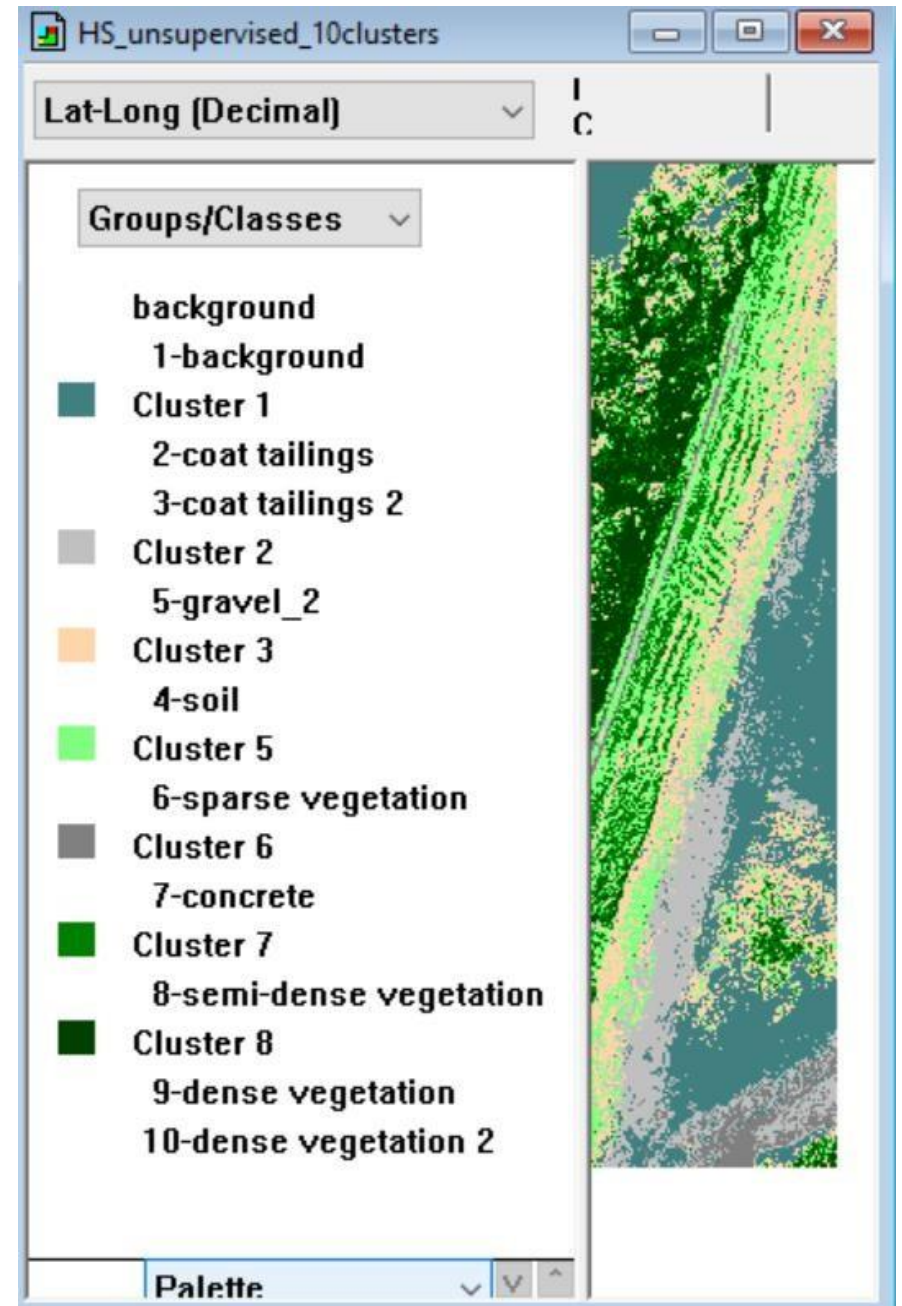 HS_unsupervised_10clusters
Lat-Long (Decimal)
Groups/Classes
background
1-background
Cluster 1
2-coat tailings
3-coat tailings 2
Cluster 2
5-gravel_2
Cluster 3
4-soil
Cluster 5
6-sparse vegetation
Cluster 6
7-concrete
Cluster 7
8-semi-dense vegetation
Cluster 8
9-dense vegetation
10-dense vegetation 2
Palette